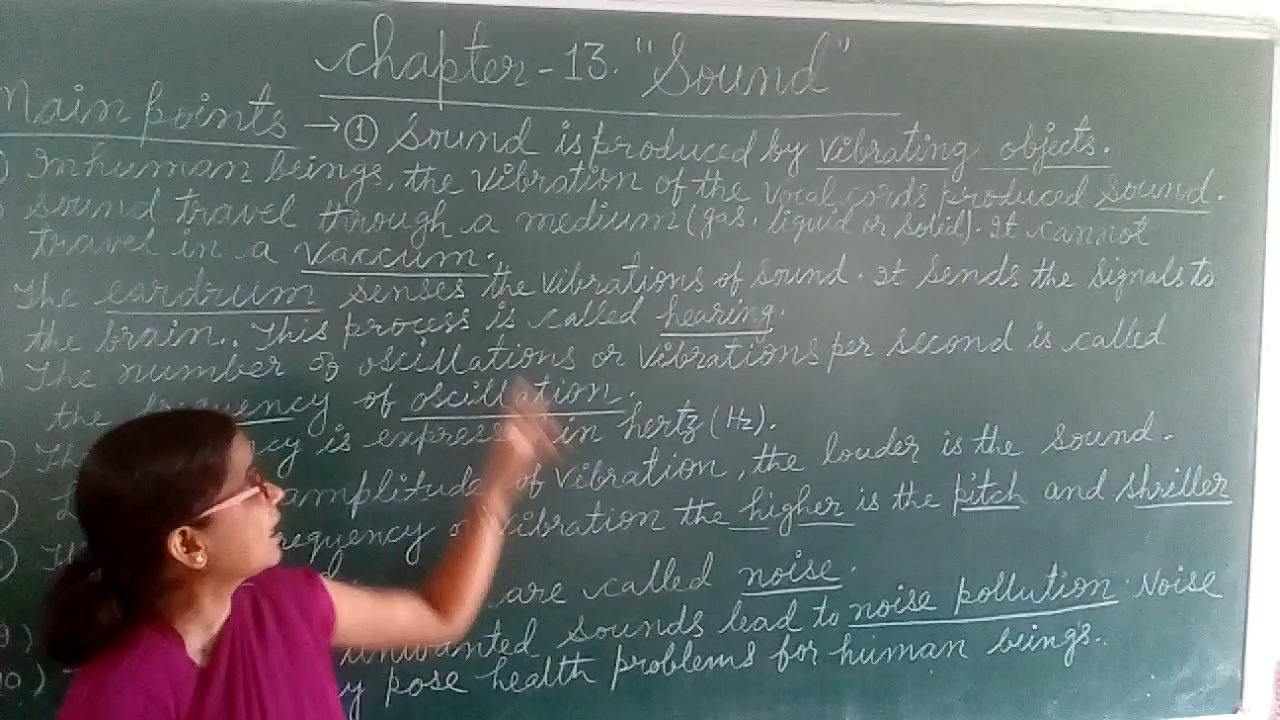 Chapter - 13. "Sound"
Main points → ① Sound is produced by vibrating objects.
) In human beings, the vibration of the vocal cords produced sound.
Sound travel through a medium (gas, liquid or solid). It cannot
travel in a vaccum.
The eardrum senses the vibrations of sound. It sends the signals to
the brain.. This process is called hearing.
) The number of oscillations or vibrations per second is called
the frequency of oscillation.
) is expressed in hertz (Hz).
) amplitude of vibration, the louder is the sound.
) frequency of vibration the higher is the pitch and shriller
9) are called noise.
10) unwanted sounds lead to noise pollution. Noise
pose health problems for human beings.